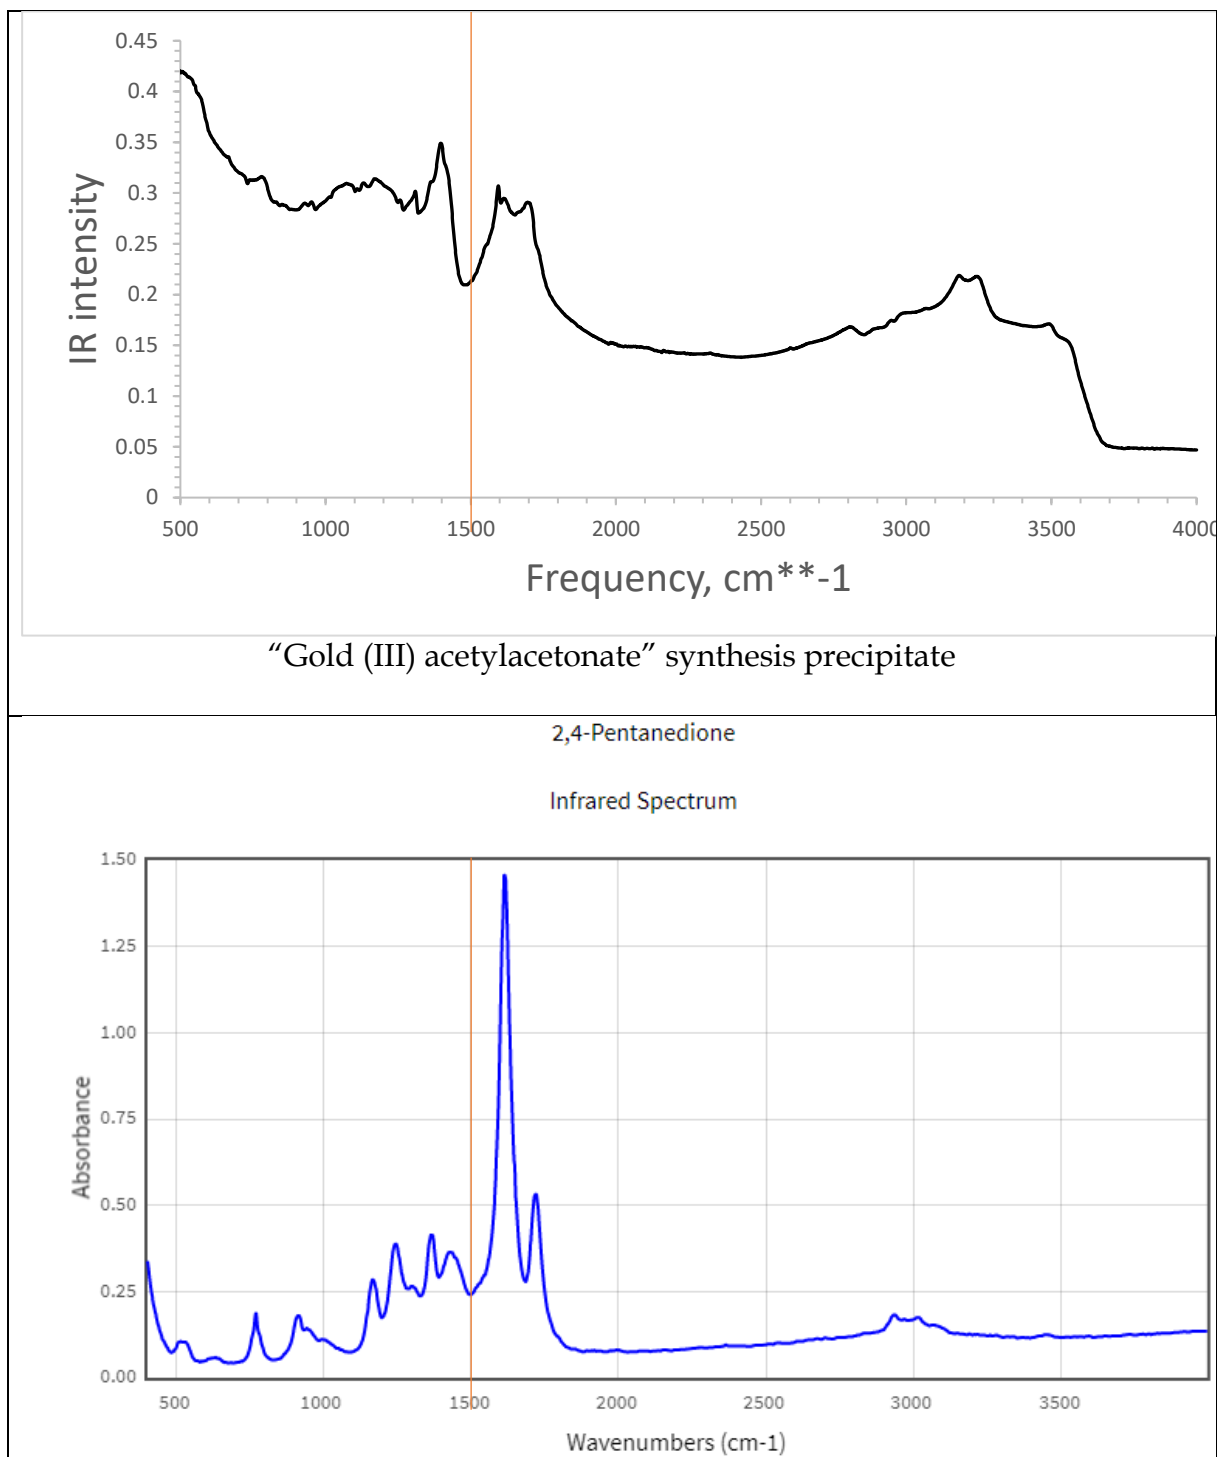 0.45
0.4
0.35
0.3
0.25
0.2
0.15
0.1
0.05
0
IR intensity
500 1000 1500 2000 2500 3000 3500 4000
Frequency, cm**-1
“Gold (III) acetylacetonate” synthesis precipitate
2,4-Pentanedione
Infrared Spectrum
1.50
1.25
1.00
0.75
0.50
0.25
0.00
Absorbance
500 1000 1500 2000 2500 3000 3500
Wavenumbers (cm-1)